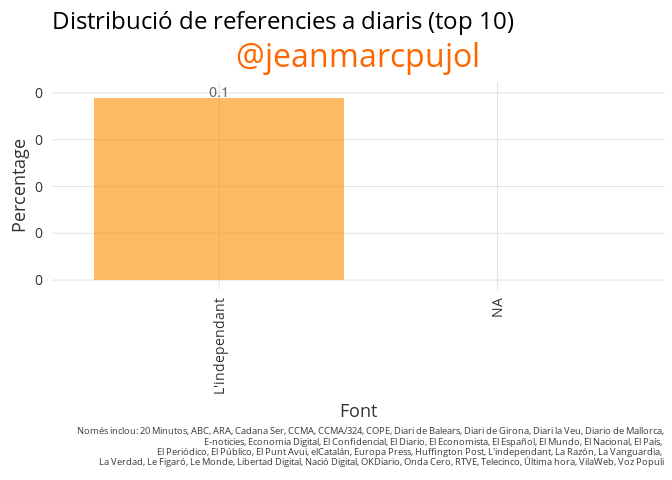 Distribució de referencies a diaris (top 10)
@jeanmarcpujol
0.1
0
0
0
0
0
Percentage
L'independant
NA
Font
Només inclou: 20 Minutos, ABC, ARA, Cadana Ser, CCMA, CCMA/324, COPE, Diari de Balears, Diari de Girona, Diari la Veu, Diario de Mallorca,
E-noticies, Economia Digital, El Confidencial, El Diario, El Economista, El Español, El Mundo, El Nacional, El País,
El Periódico, El Público, El Punt Avui, elCatalán, Europa Press, Huffington Post, L'independant, La Razón, La Vanguardia,
La Verdad, Le Figaró, Le Monde, Libertad Digital, Nació Digital, OKDiario, Onda Cero, RTVE, Telecinco, Última hora, VilaWeb, Voz Populi